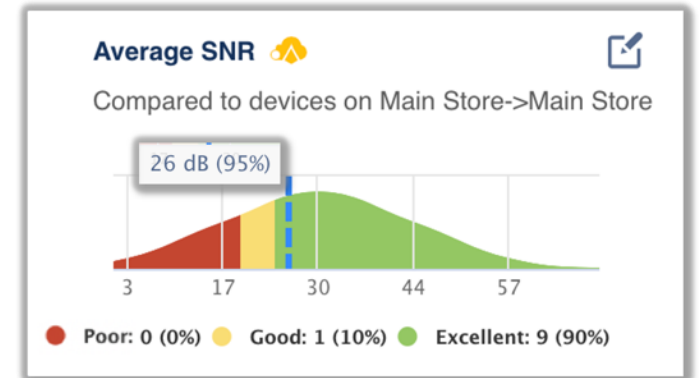 Average SNR
Compared to devices on Main Store->Main Store
26 dB (95%)
3 17 30 44 57
Poor: 0 (0%) Good: 1 (10%) Excellent: 9 (90%)